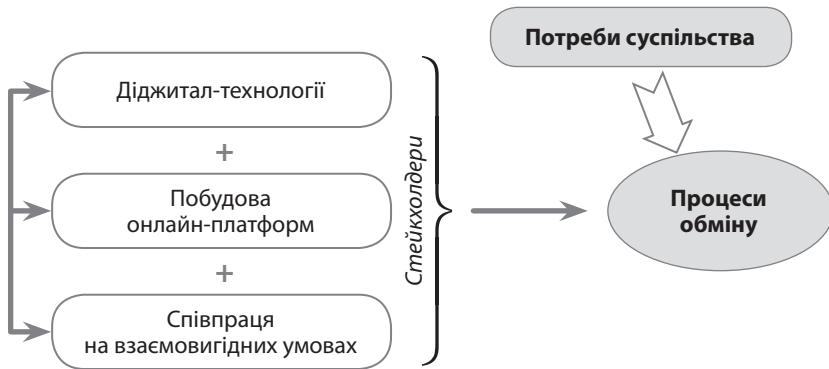 Потреби суспільства
Діджитал-технології
+
Побудова
онлайн-платформ
+
Співпраця
на взаємовигідних умовах
Стейкхолдери
Процеси
обміну